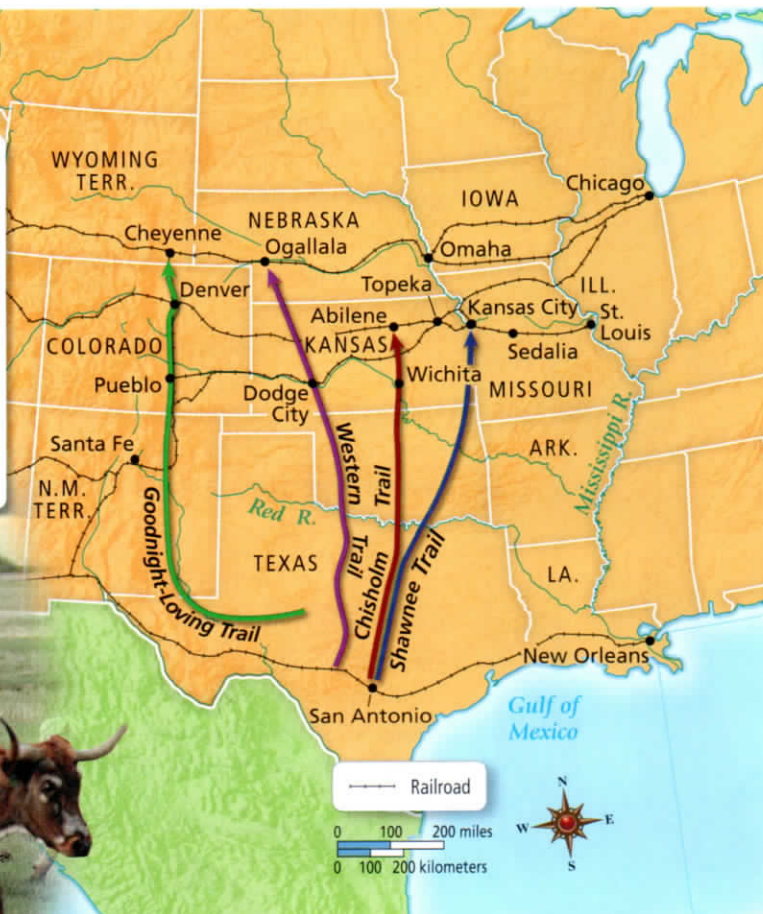 WYOMING
TERR.
Cheyenne
NEBRASKA
Ogallala
IOWA
Chicago
Omaha
Denver
Topeka
ILL.
Abilene
Kansas City
St.
Louis
COLORADO
KANSAS
Sedalia
Pueblo
Dodge
City
Wichita
MISSOURI
Santa Fe
N.M.
TERR.
ARK.
Mississippi R.
Red R.
Western
Trail
Chisholm
Trail
Shawnee Trail
Goodnight-Loving Trail
TEXAS
LA.
New Orleans
San Antonio
Gulf of
Mexico
Railroad
0 100 200 miles
0 100 200 kilometers
N
W E
S